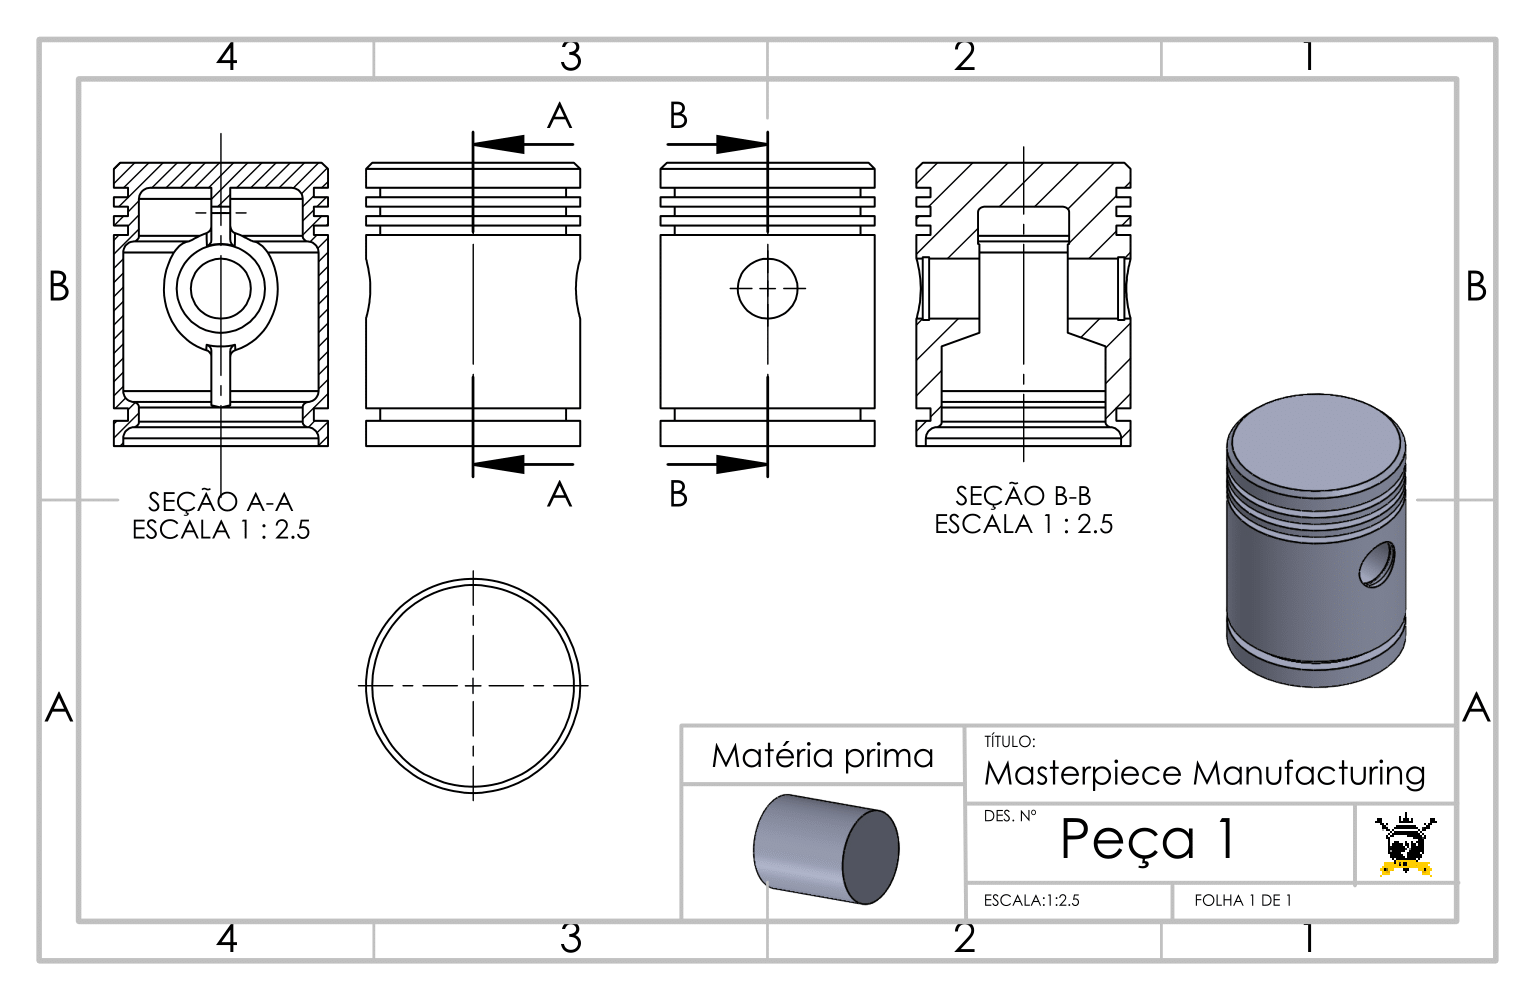 4 3 2 1
A B
B B
A B
SEÇÃO A-A
ESCALA 1 : 2.5
SEÇÃO B-B
ESCALA 1 : 2.5
A A
Matéria prima
TÍTULO:
Masterpiece Manufacturing
DES. Nº
Peça 1
ESCALA:1:2.5
FOLHA 1 DE 1
4 3 2 1